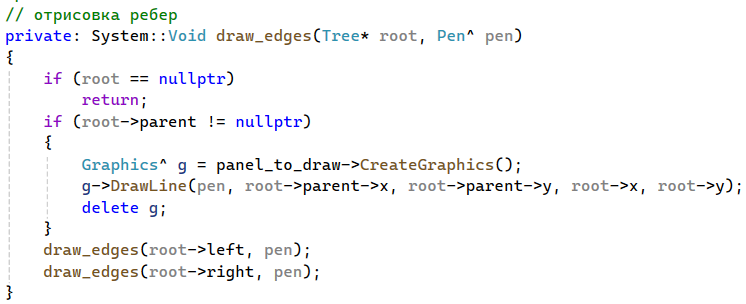 // отрисовка ребер
private: System::Void draw_edges(Tree* root, Pen^ pen)
{
    if (root == nullptr)
        return;
    if (root->parent != nullptr)
    {
        Graphics^ g = panel_to_draw->CreateGraphics();
        g->DrawLine(pen, root->parent->x, root->parent->y, root->x, root->y);
        delete g;
    }
    draw_edges(root->left, pen);
    draw_edges(root->right, pen);
}